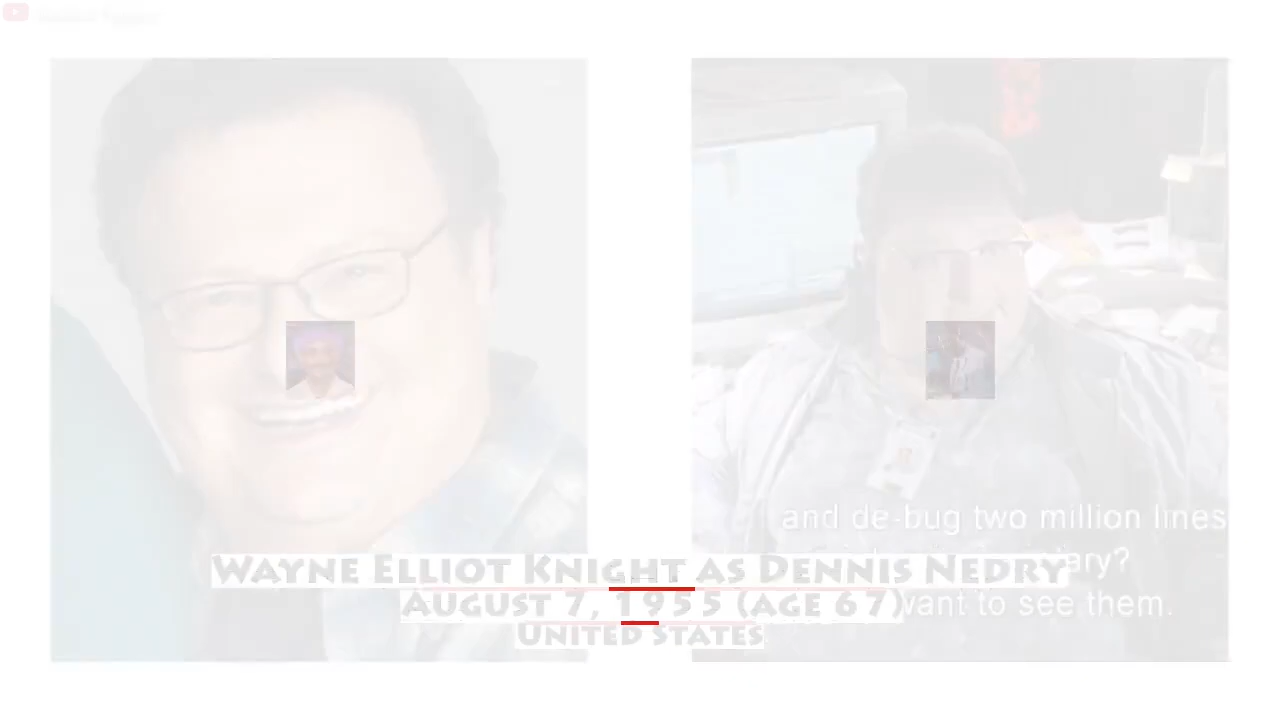 and de-bug two million lines
ary?
want to see them.
Wayne Elliot Knight as Dennis Nedry
August 7, 1955 (age 67)
United States